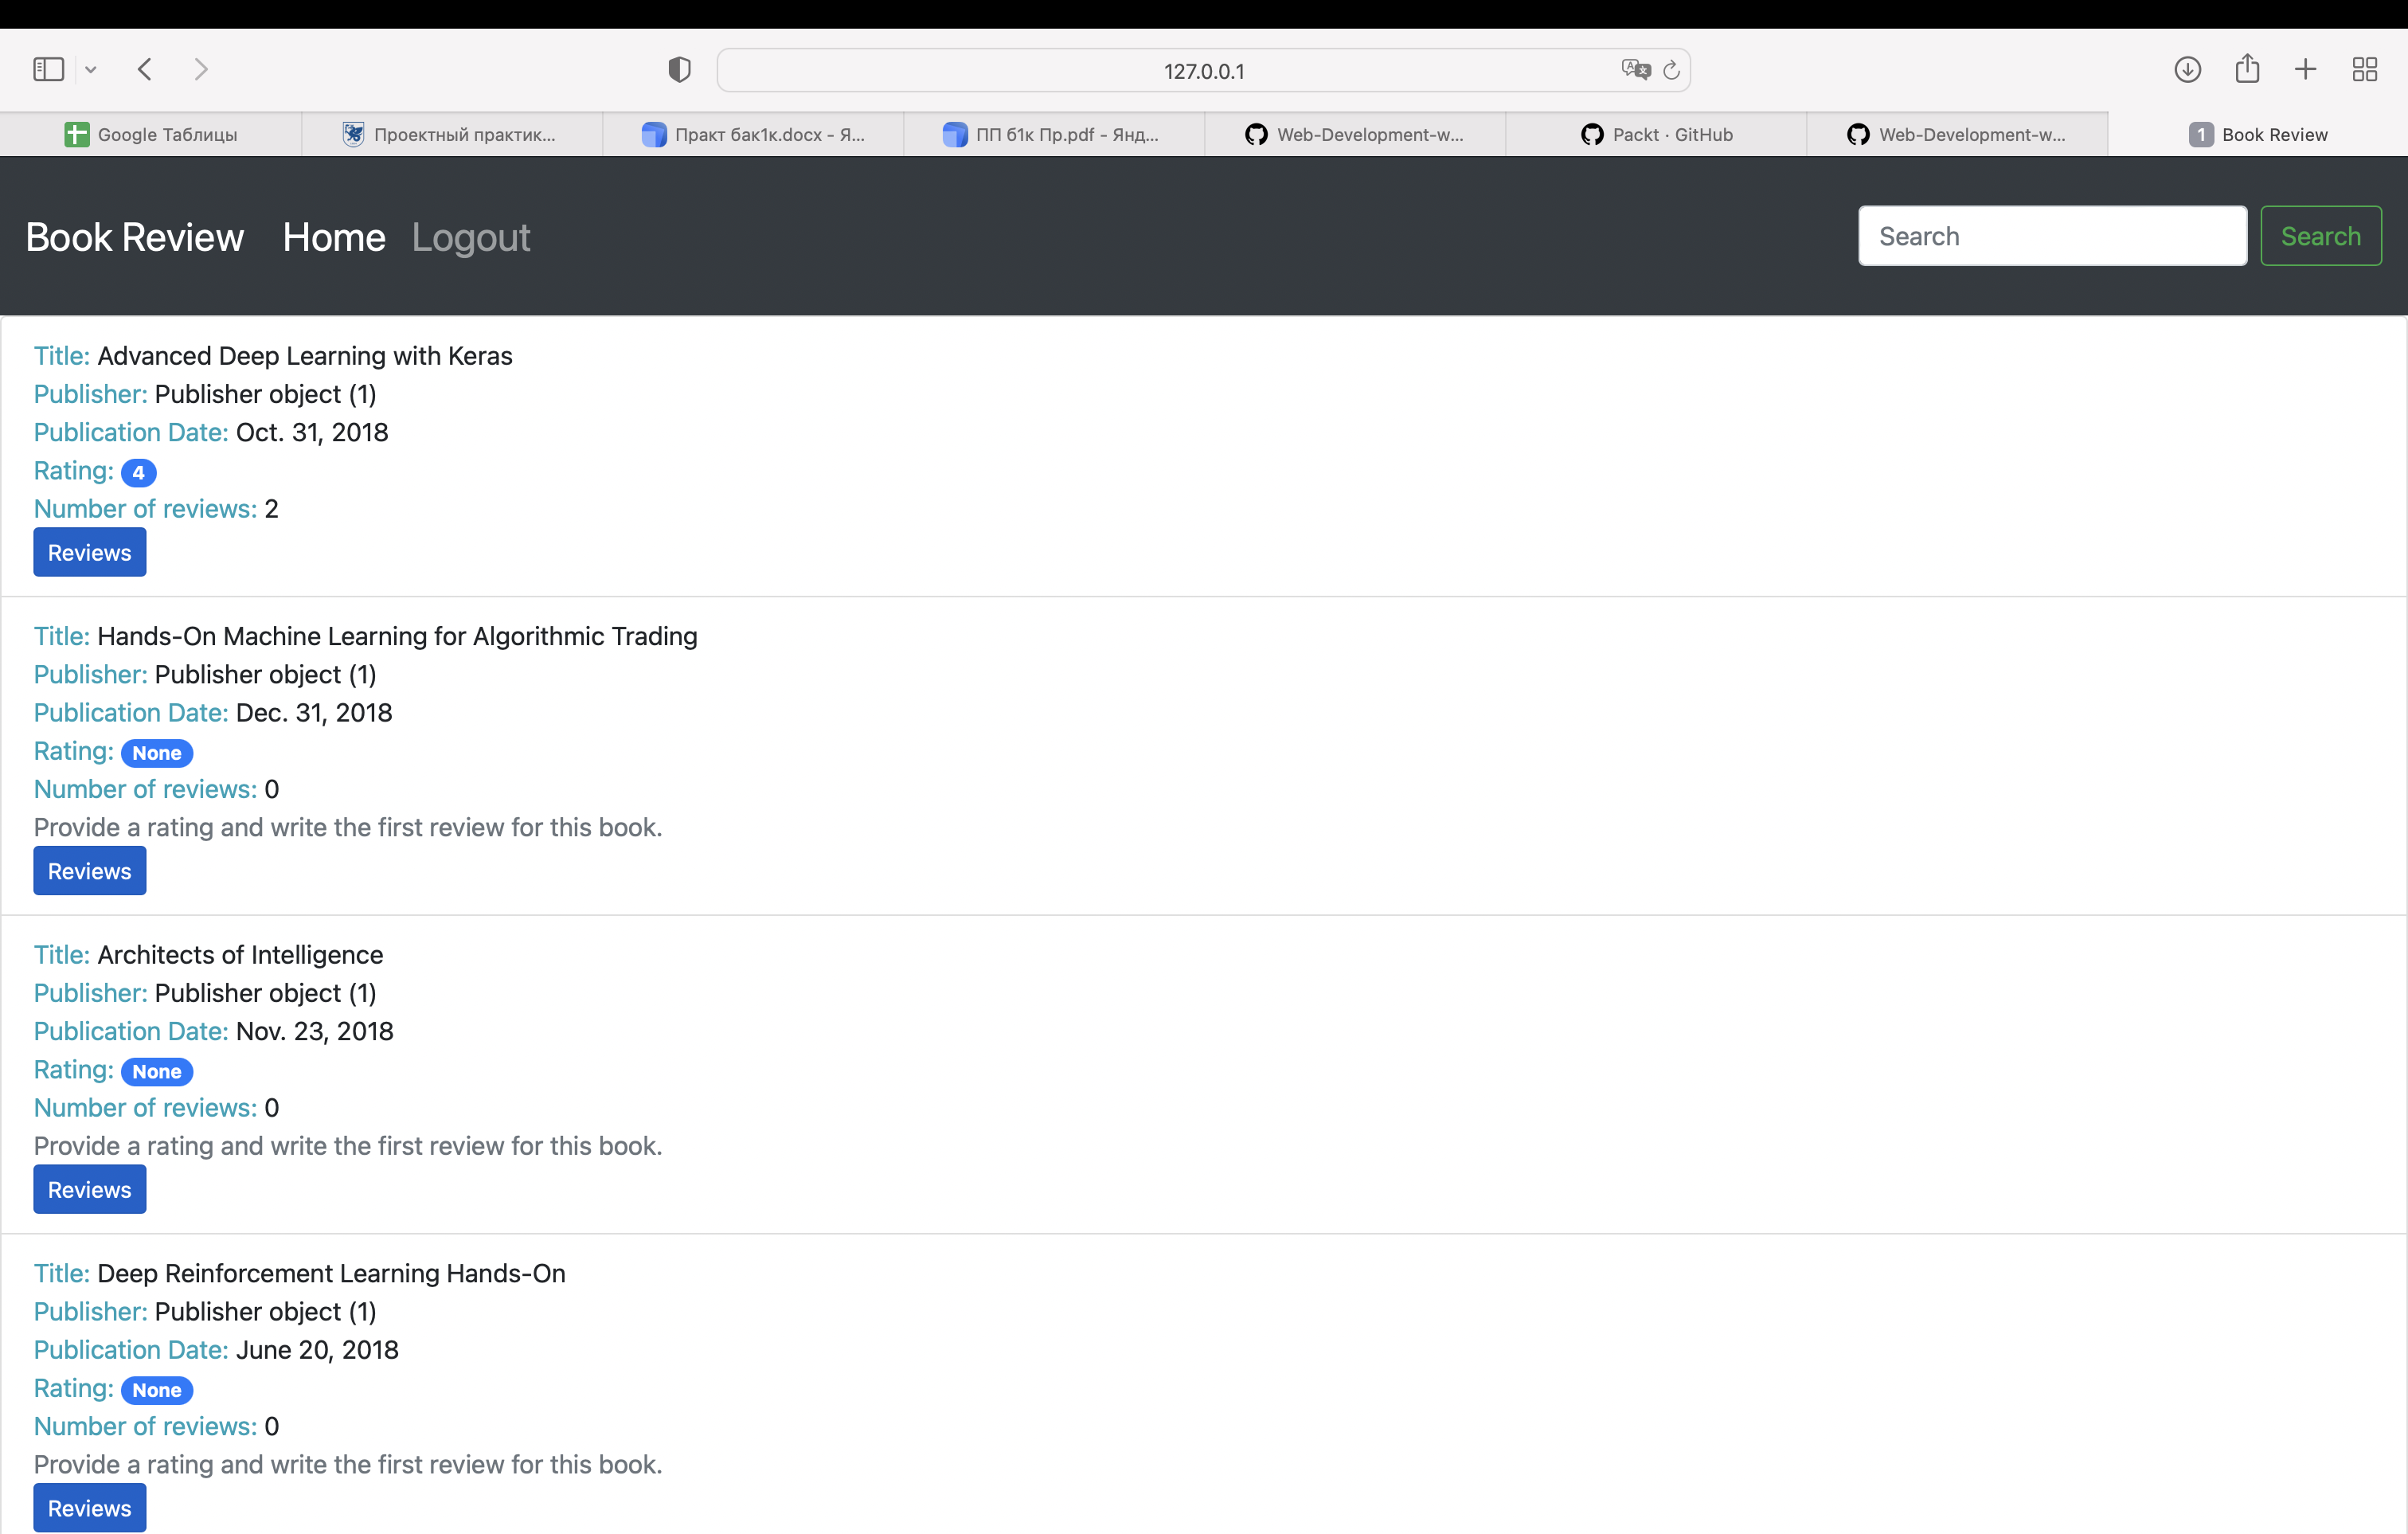 127.0.0.1
Google Таблицы
Проектный практик...
Практ бак1к.docx - Я...
ПП б1к Пр.pdf - Янд...
Web-Development-w...
Packt · GitHub
Web-Development-w...
1 Book Review
Book Review Home Logout Search Search
Title: Advanced Deep Learning with Keras
Publisher: Publisher object (1)
Publication Date: Oct. 31, 2018
Rating: 4
Number of reviews: 2
Reviews
Title: Hands-On Machine Learning for Algorithmic Trading
Publisher: Publisher object (1)
Publication Date: Dec. 31, 2018
Rating: None
Number of reviews: 0
Provide a rating and write the first review for this book.
Reviews
Title: Architects of Intelligence
Publisher: Publisher object (1)
Publication Date: Nov. 23, 2018
Rating: None
Number of reviews: 0
Provide a rating and write the first review for this book.
Reviews
Title: Deep Reinforcement Learning Hands-On
Publisher: Publisher object (1)
Publication Date: June 20, 2018
Rating: None
Number of reviews: 0
Provide a rating and write the first review for this book.
Reviews